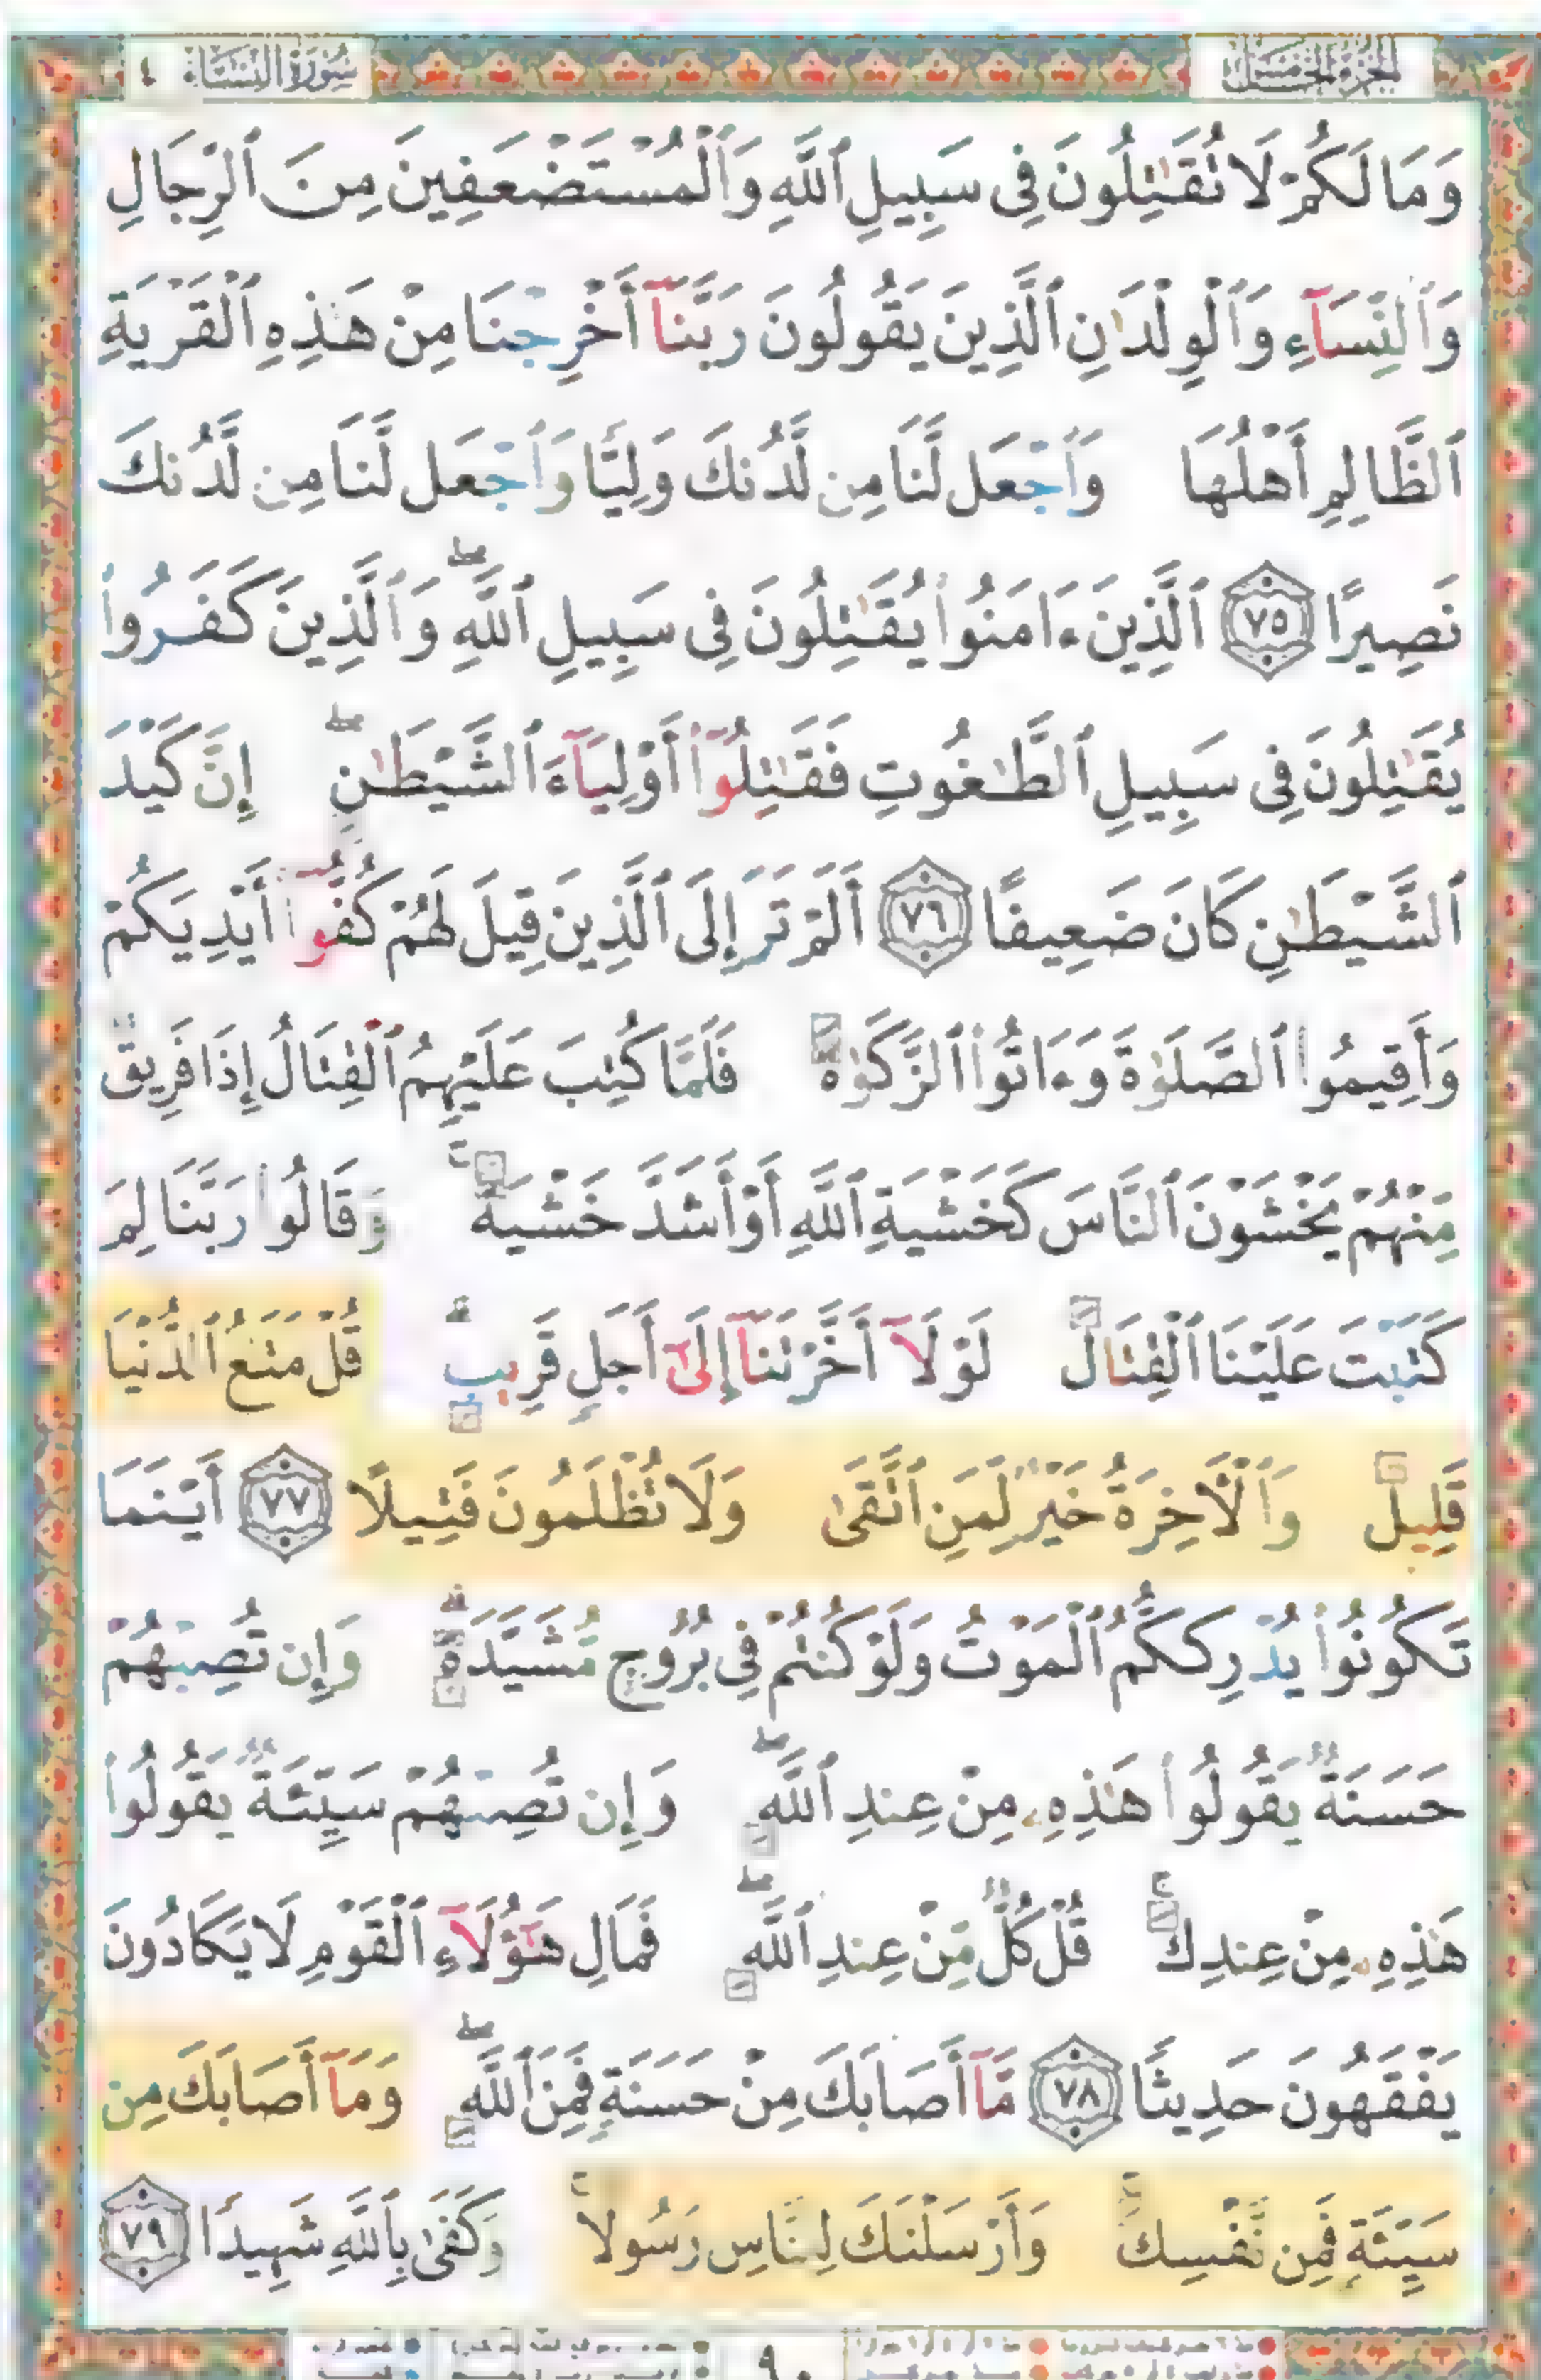 الجزء الخامس
سورة النساء ٤
وَمَا لَكُمْ لَا تُقَٰتِلُونَ فِى سَبِيلِ ٱللَّهِ وَٱلْمُسْتَضْعَفِينَ مِنَ ٱلرِّجَالِ
وَٱلنِّسَآءِ وَٱلْوِلْدَٰنِ ٱلَّذِينَ يَقُولُونَ رَبَّنَآ أَخْرِجْنَا مِنْ هَٰذِهِ ٱلْقَرْيَةِ
ٱلظَّالِمِ أَهْلُهَا وَٱجْعَل لَّنَا مِن لَّدُنكَ وَلِيًّا وَٱجْعَل لَّنَا مِن لَّدُنكَ
نَصِيرًا ٧٥ ٱلَّذِينَ ءَامَنُوا۟ يُقَٰتِلُونَ فِى سَبِيلِ ٱللَّهِ ۖ وَٱلَّذِينَ كَفَرُوا۟
يُقَٰتِلُونَ فِى سَبِيلِ ٱلطَّٰغُوتِ فَقَٰتِلُوٓا۟ أَوْلِيَآءَ ٱلشَّيْطَٰنِ ۖ إِنَّ كَيْدَ
ٱلشَّيْطَٰنِ كَانَ ضَعِيفًا ٧٦ أَلَمْ تَرَ إِلَى ٱلَّذِينَ قِيلَ لَهُمْ كُفُّوٓا۟ أَيْدِيَكُمْ
وَأَقِيمُوا۟ ٱلصَّلَوٰةَ وَءَاتُوا۟ ٱلزَّكَوٰةَ فَلَمَّا كُتِبَ عَلَيْهِمُ ٱلْقِتَالُ إِذَا فَرِيقٌ
مِّنْهُمْ يَخْشَوْنَ ٱلنَّاسَ كَخَشْيَةِ ٱللَّهِ أَوْ أَشَدَّ خَشْيَةً ۚ وَقَالُوا۟ رَبَّنَا لِمَ
كَتَبْتَ عَلَيْنَا ٱلْقِتَالَ لَوْلَآ أَخَّرْتَنَآ إِلَىٰٓ أَجَلٍ قَرِيبٍ ۗ قُلْ مَتَٰعُ ٱلدُّنْيَا
قَلِيلٌ وَٱلْءَاخِرَةُ خَيْرٌ لِّمَنِ ٱتَّقَىٰ وَلَا تُظْلَمُونَ فَتِيلًا ٧٧ أَيْنَمَا
تَكُونُوا۟ يُدْرِككُّمُ ٱلْمَوْتُ وَلَوْ كُنتُمْ فِى بُرُوجٍ مُّشَيَّدَةٍ ۗ وَإِن تُصِبْهُمْ
حَسَنَةٌ يَقُولُوا۟ هَٰذِهِۦ مِنْ عِندِ ٱللَّهِ ۖ وَإِن تُصِبْهُمْ سَيِّئَةٌ يَقُولُوا۟
هَٰذِهِۦ مِنْ عِندِكَ ۚ قُلْ كُلٌّ مِّنْ عِندِ ٱللَّهِ ۖ فَمَالِ هَٰٓؤُلَآءِ ٱلْقَوْمِ لَا يَكَادُونَ
يَفْقَهُونَ حَدِيثًا ٧٨ مَّآ أَصَابَكَ مِنْ حَسَنَةٍ فَمِنَ ٱللَّهِ ۖ وَمَآ أَصَابَكَ مِن
سَيِّئَةٍ فَمِن نَّفْسِكَ ۚ وَأَرْسَلْنَٰكَ لِلنَّاسِ رَسُولًا ۚ وَكَفَىٰ بِٱللَّهِ شَهِيدًا ٧٩
٩٠